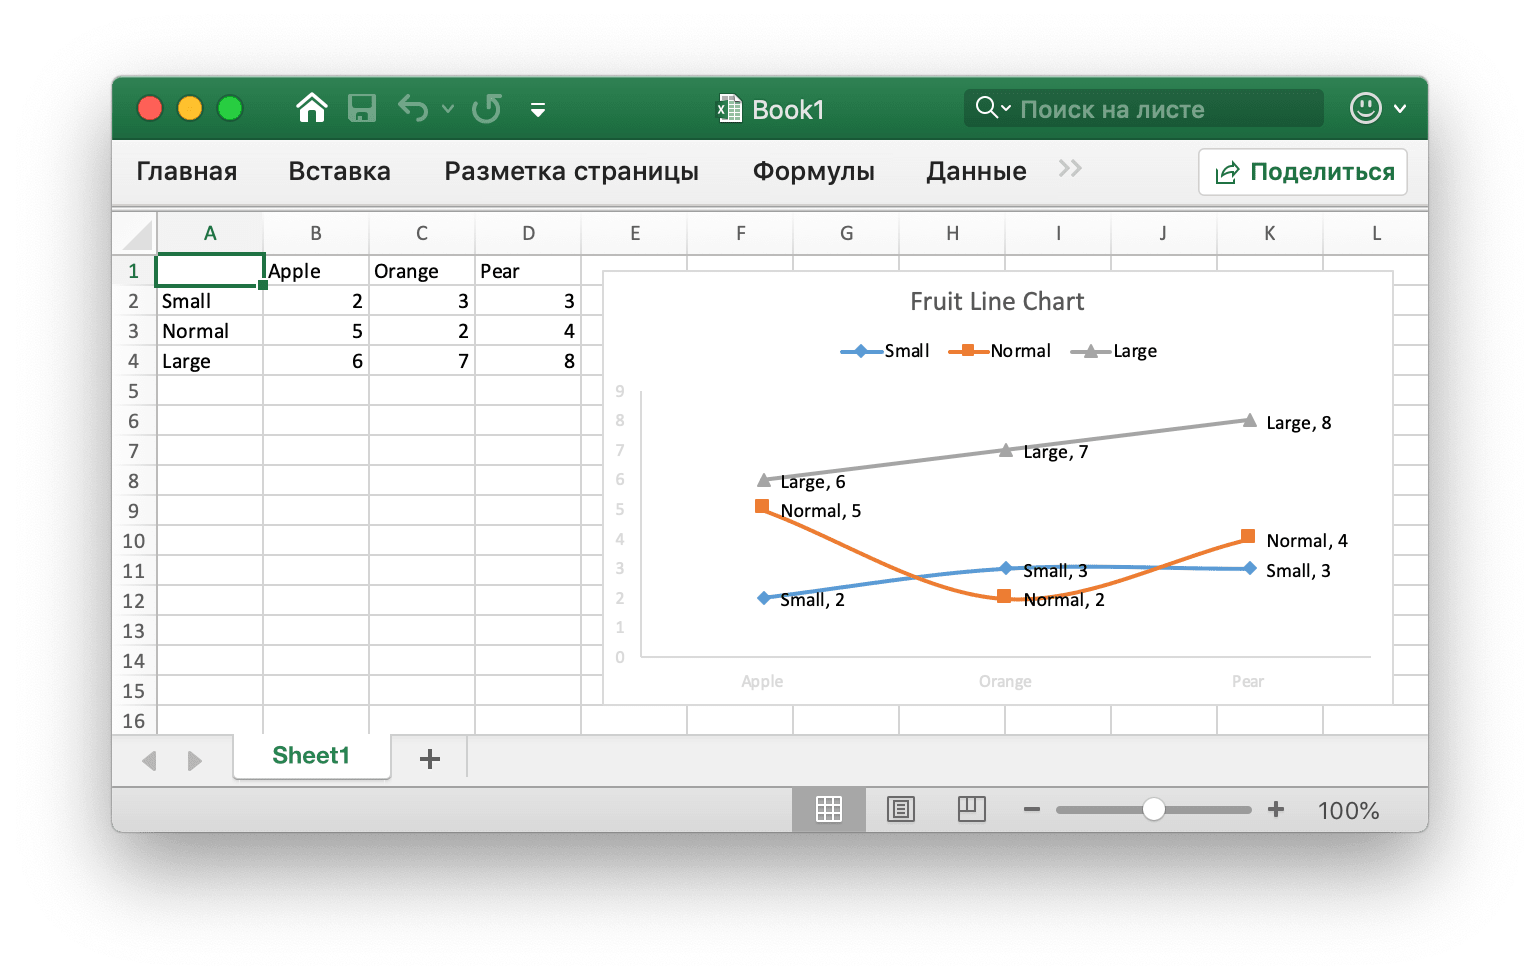 Book1
Поиск на листе
Главная Вставка Разметка страницы Формулы Данные Поделиться
A B C D E F G H I J K L
1 Apple Orange Pear
2 Small 2 3 3
3 Normal 5 2 4
4 Large 6 7 8
5
6
7
8
9
10
11
12
13
14
15
16
Fruit Line Chart
Small Normal Large
9
8
7
6
5
4
3
2
1
0
Large, 8
Large, 7
Large, 6
Normal, 5
Normal, 4
Small, 3
Small, 3
Small, 2
Normal, 2
Apple Orange Pear
Sheet1
100%